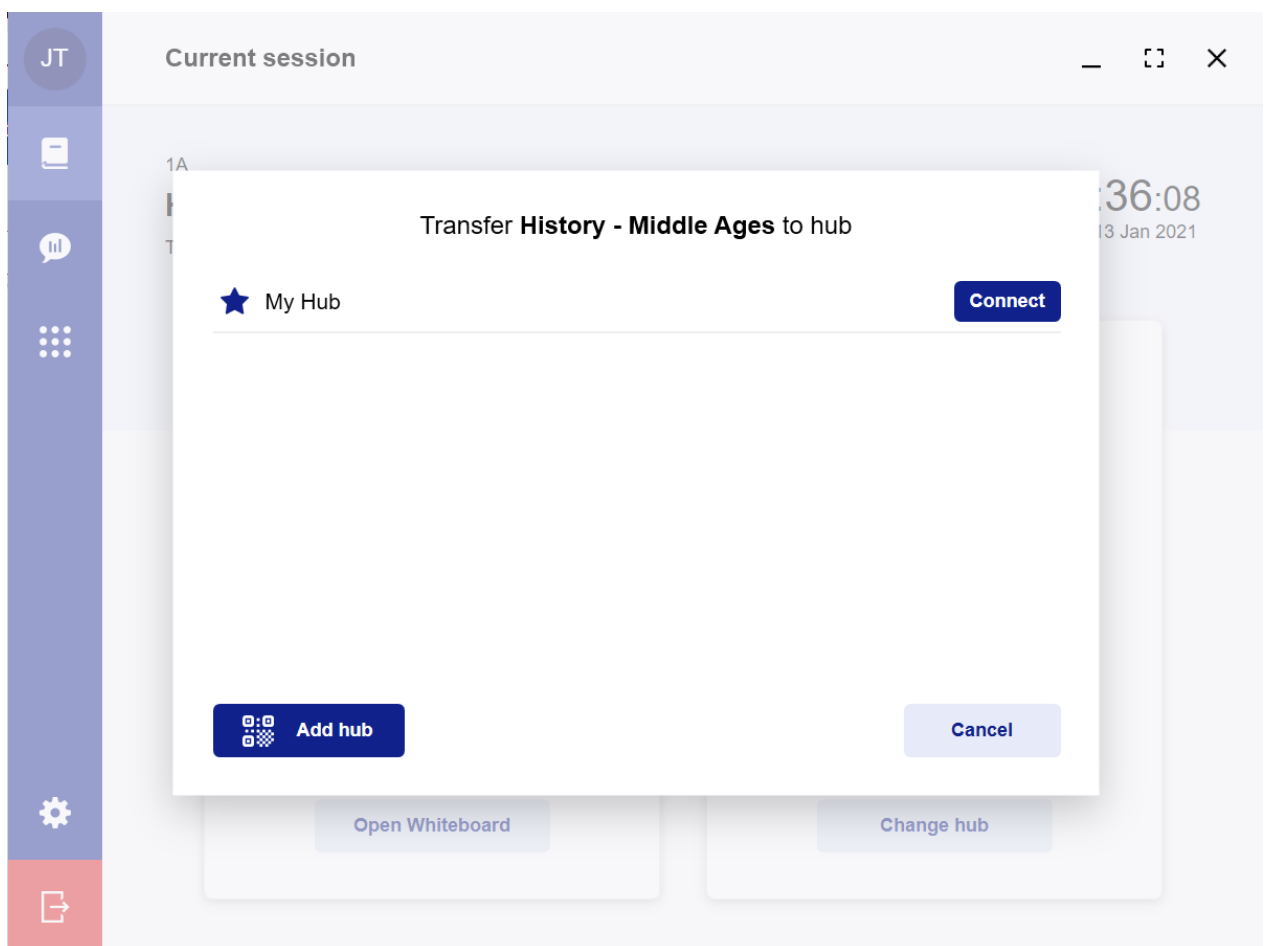 JT
Current session
1A
:36:08
13 Jan 2021
Transfer History - Middle Ages to hub
My Hub
Connect
Add hub
Cancel
Open Whiteboard
Change hub